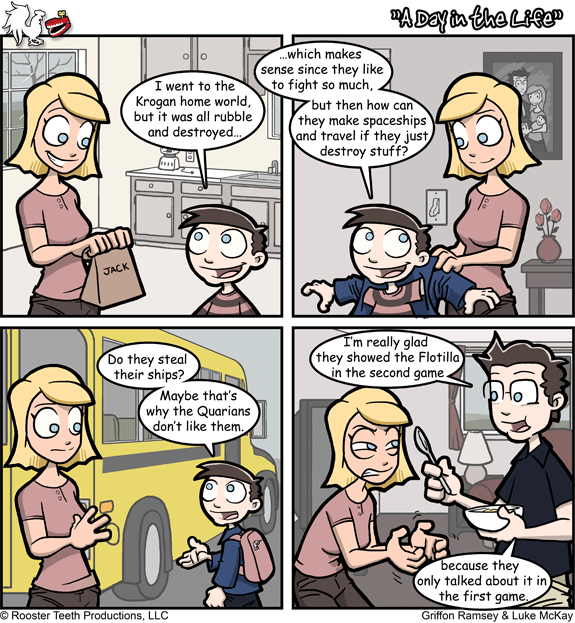 "A Day in the Life"
I went to the
Krogan home world,
but it was all rubble
and destroyed...
JACK
...which makes
sense since they like
to fight so much,
but then how can
they make spaceships
and travel if they just
destroy stuff?
Do they steal
their ships?
Maybe that's
why the Quarians
don't like them.
I'm really glad
they showed the Flotilla
in the second game
because they
only talked about it in
the first game.
© Rooster Teeth Productions, LLC
Griffon Ramsey & Luke McKay